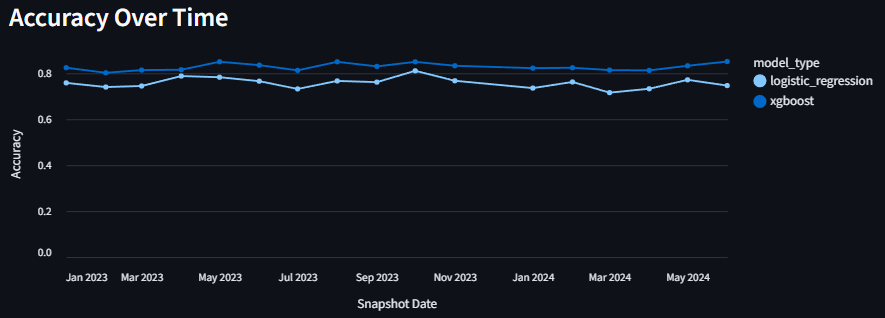 Accuracy Over Time
model_type
logistic_regression
xgboost
Accuracy
0.8
0.6
0.4
0.2
0.0
Jan 2023 Mar 2023 May 2023 Jul 2023 Sep 2023 Nov 2023 Jan 2024 Mar 2024 May 2024
Snapshot Date